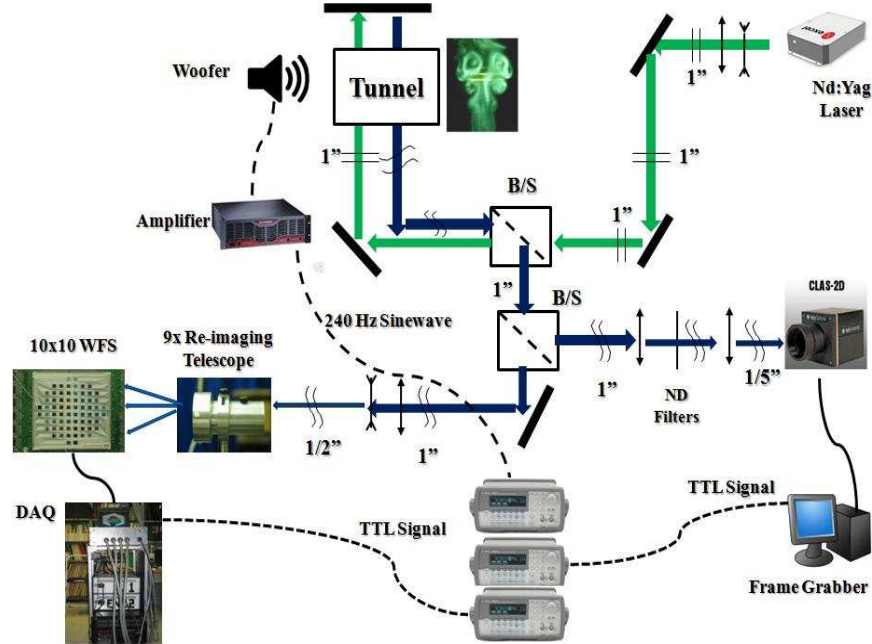 Woofer
Tunnel
1”
Nd:Yag
Laser
1”
1”
B/S
Amplifier
1”
1”
B/S
CLAS-2D
240 Hz Sinewave
10x10 WFS
9x Re-imaging
Telescope
1”
ND
Filters
1/5”
1/2”
1”
DAQ
TTL Signal
TTL Signal
Frame Grabber